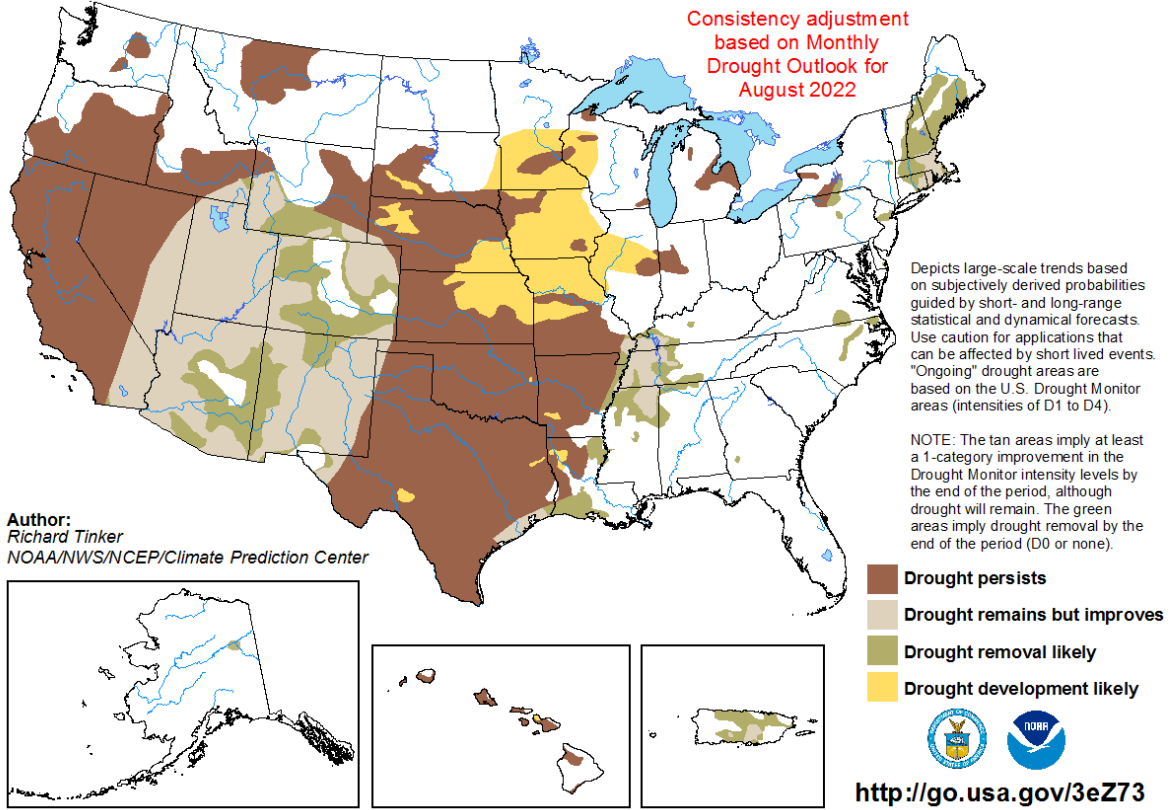 Consistency adjustment
based on Monthly
Drought Outlook for
August 2022
Depicts large-scale trends based
on subjectively derived probabilities
guided by short- and long-range
statistical and dynamical forecasts.
Use caution for applications that
can be affected by short lived events.
"Ongoing" drought areas are
based on the U.S. Drought Monitor
areas (intensities of D1 to D4).
NOTE: The tan areas imply at least
a 1-category improvement in the
Drought Monitor intensity levels by
the end of the period, although
drought will remain. The green
areas imply drought removal by the
end of the period (D0 or none).
Author:
Richard Tinker
NOAA/NWS/NCEP/Climate Prediction Center
Drought persists
Drought remains but improves
Drought removal likely
Drought development likely
NOAA
http://go.usa.gov/3eZ73